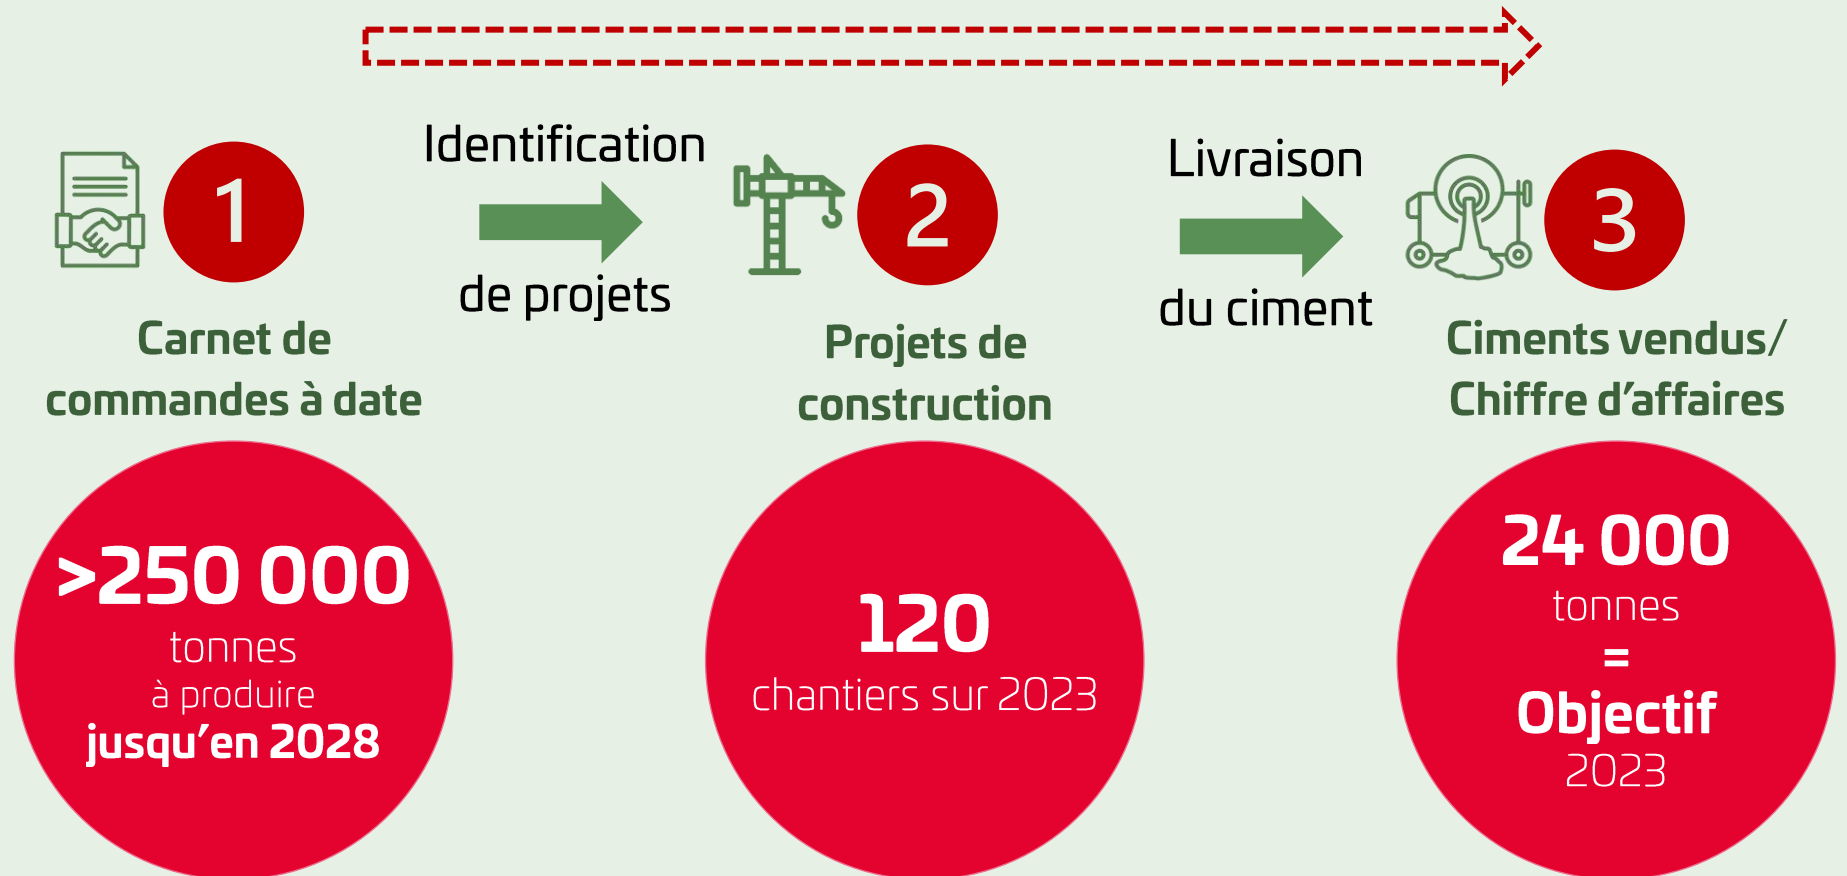 1
Carnet de
commandes à date
>250 000
tonnes
à produire
jusqu’en 2028
Identification
de projets
2
Projets de
construction
120
chantiers sur 2023
Livraison
du ciment
3
Ciments vendus/
Chiffre d’affaires
24 000
tonnes
=
Objectif
2023